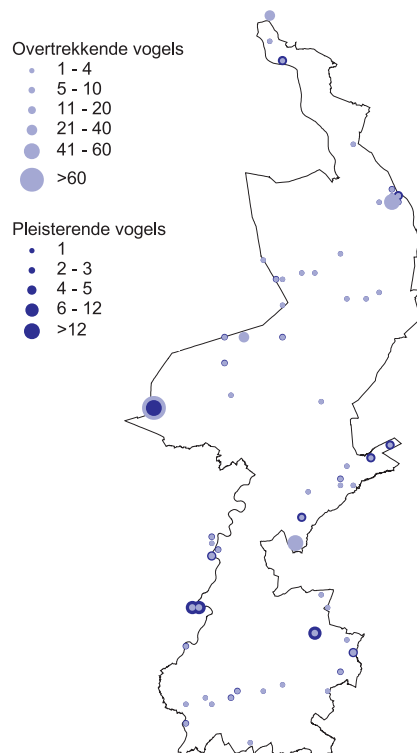 Overtrekkende vogels
1 - 4
5 - 10
11 - 20
21 - 40
41 - 60
>60
Pleisterende vogels
1
2 - 3
4 - 5
6 - 12
>12